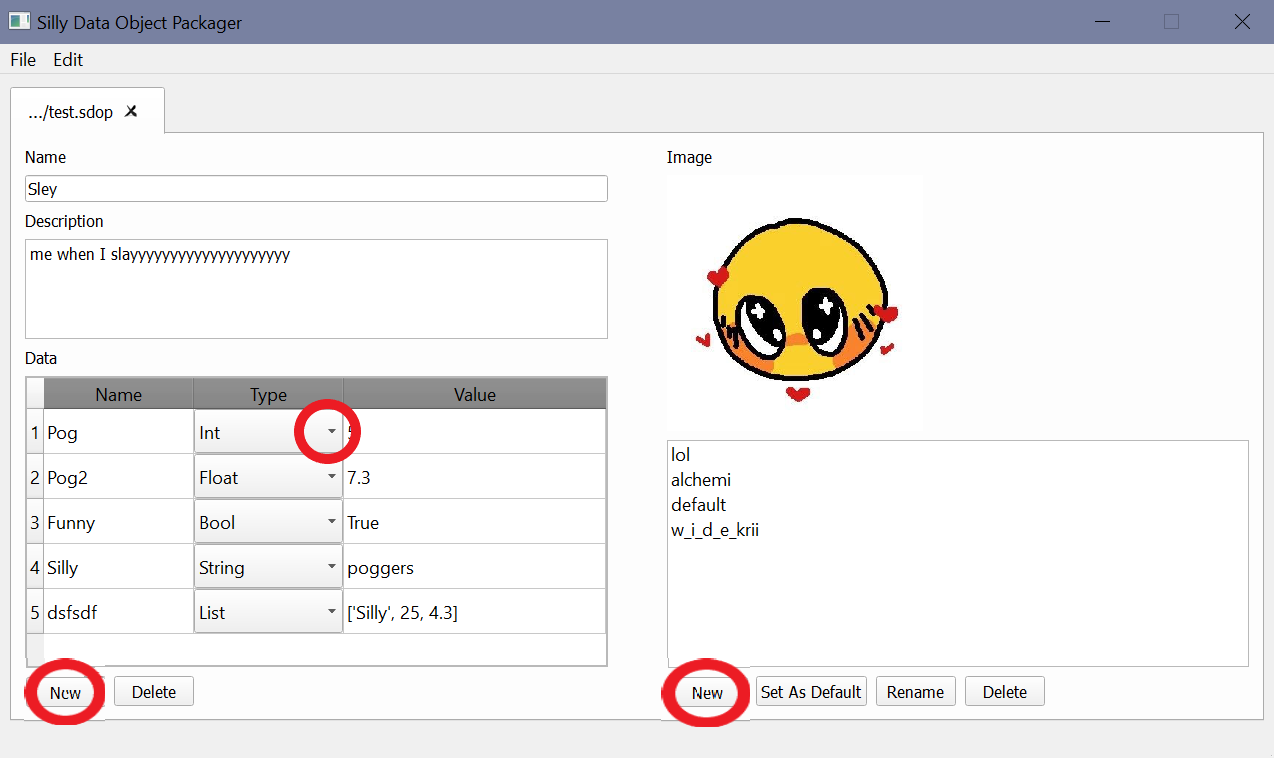 Silly Data Object Packager
File Edit
.../test.sdop
Name
Sley
Description
me when I slayyyyyyyyyyyyyyyyyyyy
Data
Name Type Value
1 Pog Int
2 Pog2 Float 7.3
3 Funny Bool True
4 Silly String poggers
5 dsfsdf List ['Silly', 25, 4.3]
New Delete
Image
lol
alchemi
default
w_i_d_e_krii
New Set As Default Rename Delete